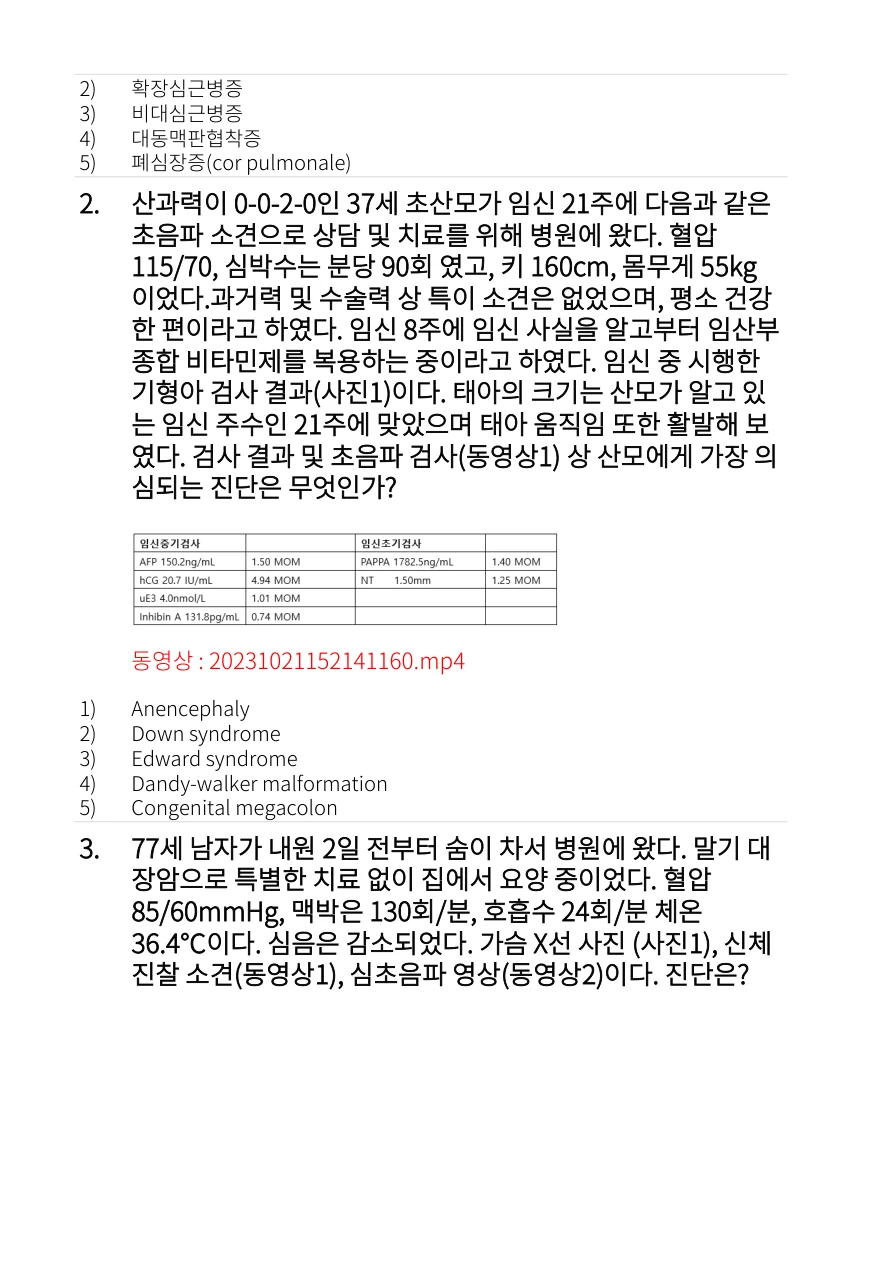 2) 확장심근병증
3) 비대심근병증
4) 대동맥판협착증
5) 폐심장증(cor pulmonale)
2. 산과력이 0-0-2-0인 37세 초산모가 임신 21주에 다음과 같은
초음파 소견으로 상담 및 치료를 위해 병원에 왔다. 혈압
115/70, 심박수는 분당 90회 였고, 키 160cm, 몸무게 55kg
이었다.과거력 및 수술력 상 특이 소견은 없었으며, 평소 건강
한 편이라고 하였다. 임신 8주에 임신 사실을 알고부터 임산부
종합 비타민제를 복용하는 중이라고 하였다. 임신 중 시행한
기형아 검사 결과(사진1)이다. 태아의 크기는 산모가 알고 있
는 임신 주수인 21주에 맞았으며 태아 움직임 또한 활발해 보
였다. 검사 결과 및 초음파 검사(동영상1) 상 산모에게 가장 의
심되는 진단은 무엇인가?
임신중기검사 임신초기검사
AFP 150.2ng/mL 1.50 MOM PAPPA 1782.5ng/mL 1.40 MOM
hCG 20.7 IU/mL 4.94 MOM NT 1.50mm 1.25 MOM
uE3 4.0nmol/L 1.01 MOM
Inhibin A 131.8pg/mL 0.74 MOM
동영상 : 20231021152141160.mp4
1) Anencephaly
2) Down syndrome
3) Edward syndrome
4) Dandy-walker malformation
5) Congenital megacolon
3. 77세 남자가 내원 2일 전부터 숨이 차서 병원에 왔다. 말기 대
장암으로 특별한 치료 없이 집에서 요양 중이었다. 혈압
85/60mmHg, 맥박은 130회/분, 호흡수 24회/분 체온
36.4℃이다. 심음은 감소되었다. 가슴 X선 사진 (사진1), 신체
진찰 소견(동영상1), 심초음파 영상(동영상2)이다. 진단은?